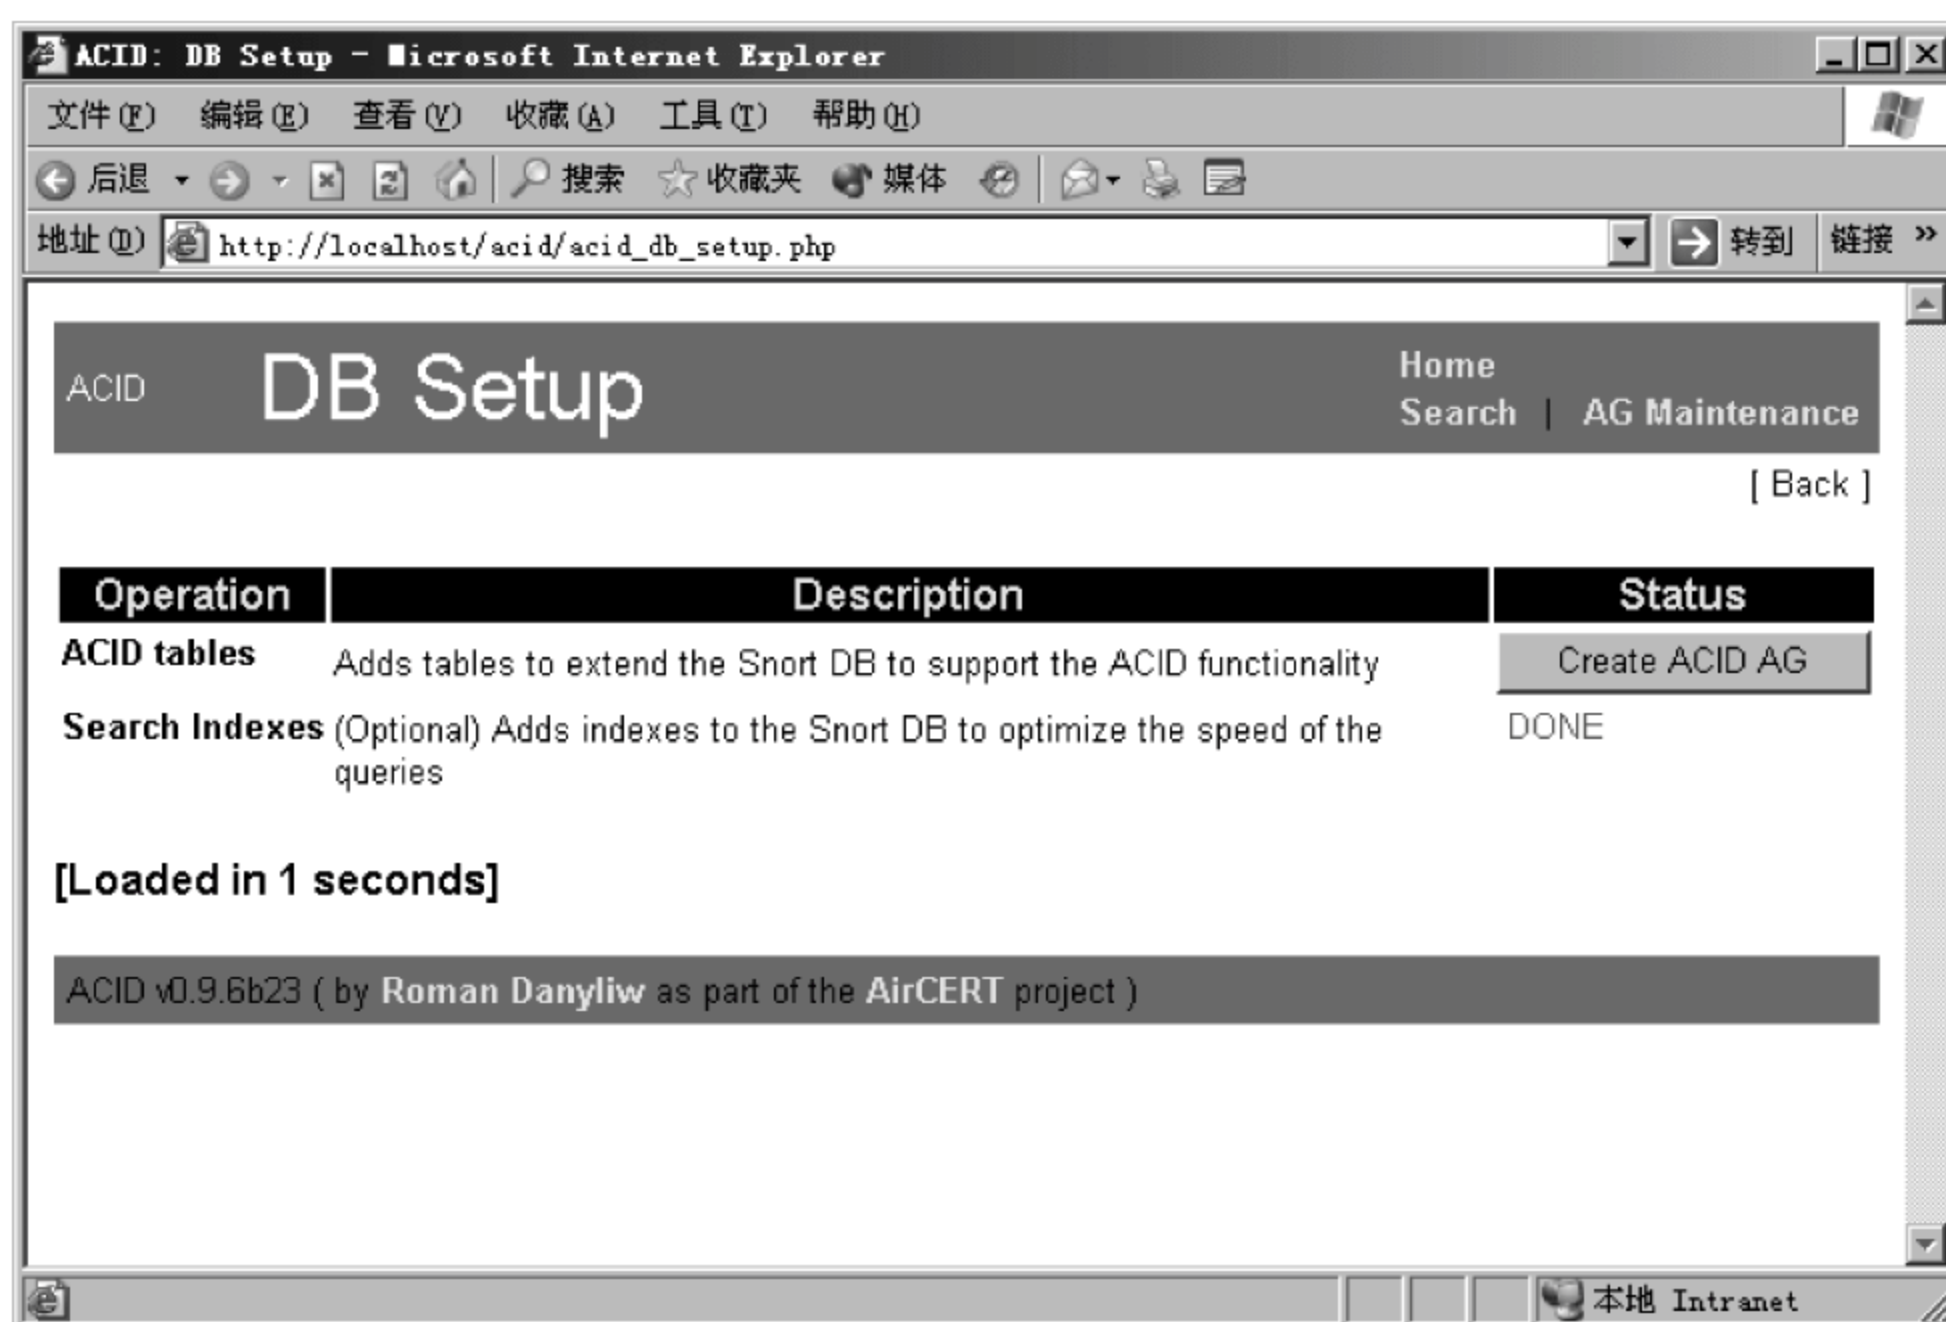 ACID: DB Setup - Microsoft Internet Explorer
文件(F) 编辑(E) 查看(V) 收藏(A) 工具(T) 帮助(H)
后退 搜索 收藏夹 媒体
地址(D) http://localhost/acid/acid_db_setup.php 转到 链接 »
ACID DB Setup
Home
Search | AG Maintenance
[ Back ]
Operation Description Status
ACID tables Adds tables to extend the Snort DB to support the ACID functionality Create ACID AG
Search Indexes (Optional) Adds indexes to the Snort DB to optimize the speed of the DONE
queries
[Loaded in 1 seconds]
ACID v0.9.6b23 ( by Roman Danyliw as part of the AirCERT project )
本地 Intranet